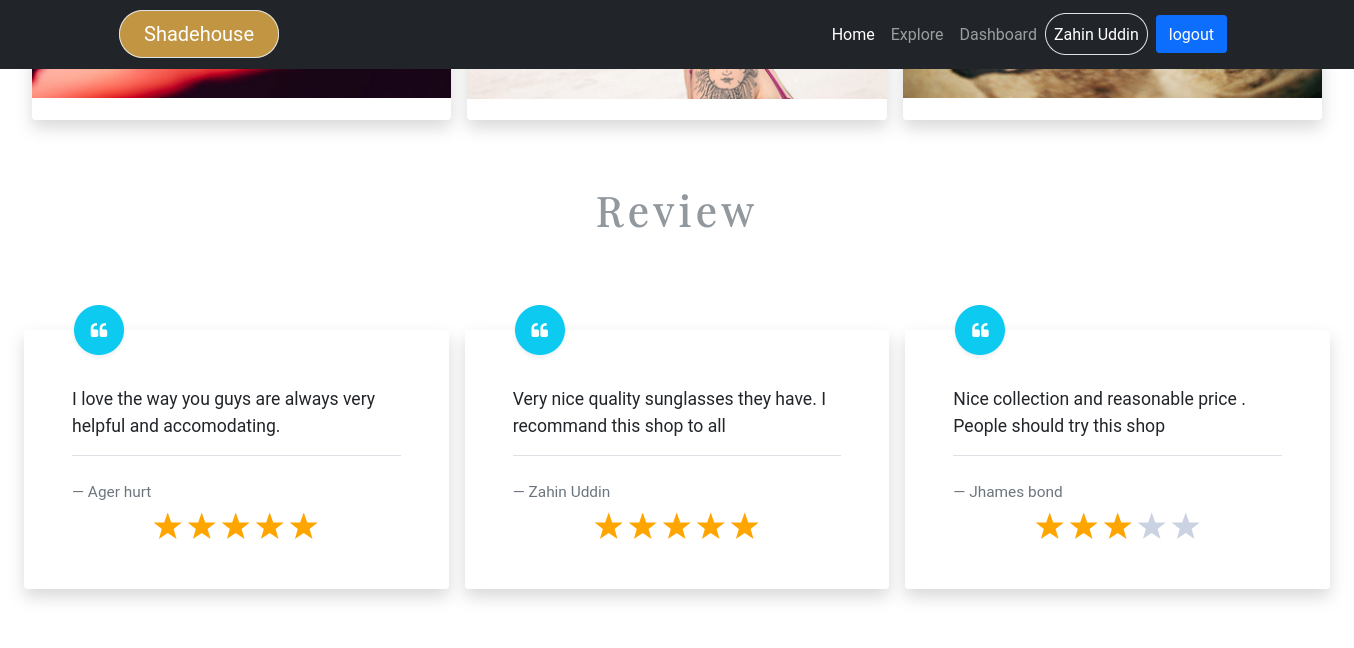 Shadehouse
Home Explore Dashboard Zahin Uddin logout
Review
I love the way you guys are always very
helpful and accomodating.
— Ager hurt
Very nice quality sunglasses they have. I
recommand this shop to all
— Zahin Uddin
Nice collection and reasonable price .
People should try this shop
— Jhames bond